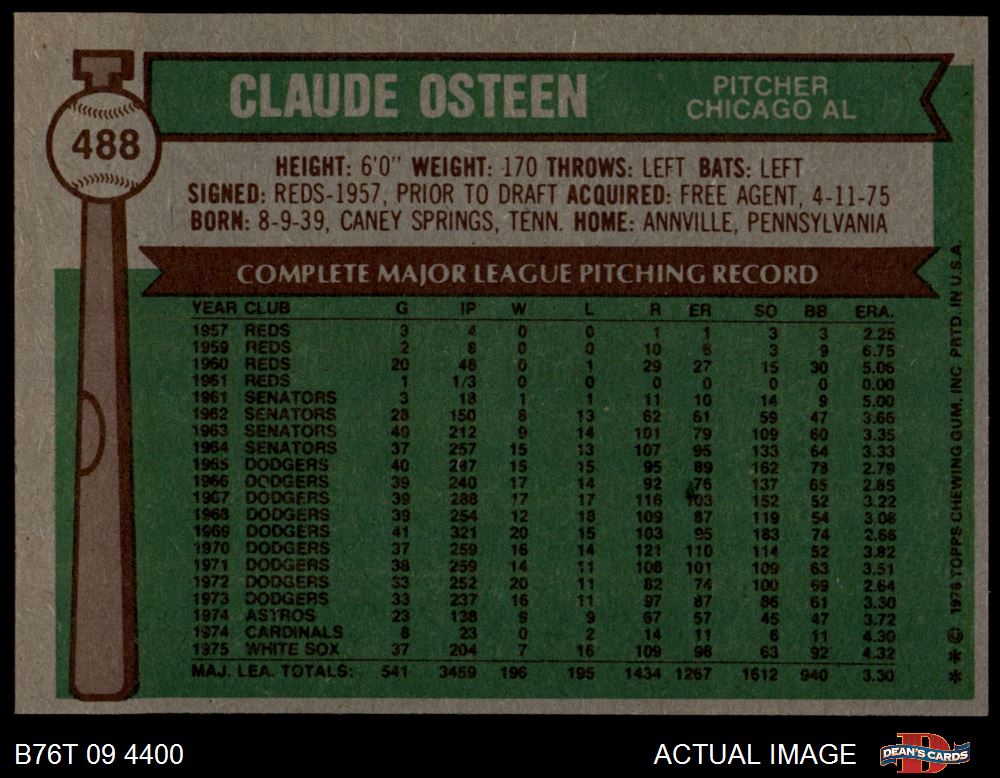 488
CLAUDE OSTEEN
PITCHER
CHICAGO AL
HEIGHT: 6'0" WEIGHT: 170 THROWS: LEFT BATS: LEFT
SIGNED: REDS-1957, PRIOR TO DRAFT ACQUIRED: FREE AGENT, 4-11-75
BORN: 8-9-39, CANEY SPRINGS, TENN. HOME: ANNVILLE, PENNSYLVANIA
COMPLETE MAJOR LEAGUE PITCHING RECORD
YEAR CLUB G IP W L R ER SO BB ERA.
1957 REDS 3 4 0 0 1 1 3 3 2.25
1959 REDS 2 8 0 0 10 6 3 9 6.75
1960 REDS 20 48 0 1 29 27 15 30 5.06
1961 REDS 1 1/3 0 0 0 0 0 0 0.00
1961 SENATORS 3 18 1 1 11 10 14 9 5.00
1962 SENATORS 28 150 8 13 62 61 59 47 3.66
1963 SENATORS 40 212 9 14 101 79 109 60 3.35
1964 SENATORS 37 257 15 13 107 95 133 64 3.33
1965 DODGERS 40 287 15 15 95 89 162 78 2.79
1966 DODGERS 39 240 17 14 92 76 137 65 2.85
1967 DODGERS 39 288 17 17 116 103 152 52 3.22
1968 DODGERS 39 254 12 18 109 87 119 54 3.08
1969 DODGERS 41 321 20 15 103 95 183 74 2.66
1970 DODGERS 37 259 16 14 121 110 114 52 3.82
1971 DODGERS 38 259 14 11 108 101 109 63 3.51
1972 DODGERS 33 252 20 11 82 74 100 69 2.64
1973 DODGERS 33 237 16 11 97 87 86 61 3.30
1974 ASTROS 23 138 9 9 67 57 45 47 3.72
1974 CARDINALS 8 23 0 2 14 11 6 11 4.30
1975 WHITE SOX 37 204 7 16 109 98 63 92 4.32
MAJ. LEA. TOTALS: 541 3459 196 195 1434 1267 1612 940 3.30
* * © 1976 TOPPS CHEWING GUM, INC. PRTD. IN U.S.A.
B76T 09 4400
ACTUAL IMAGE
DEAN'S CARDS